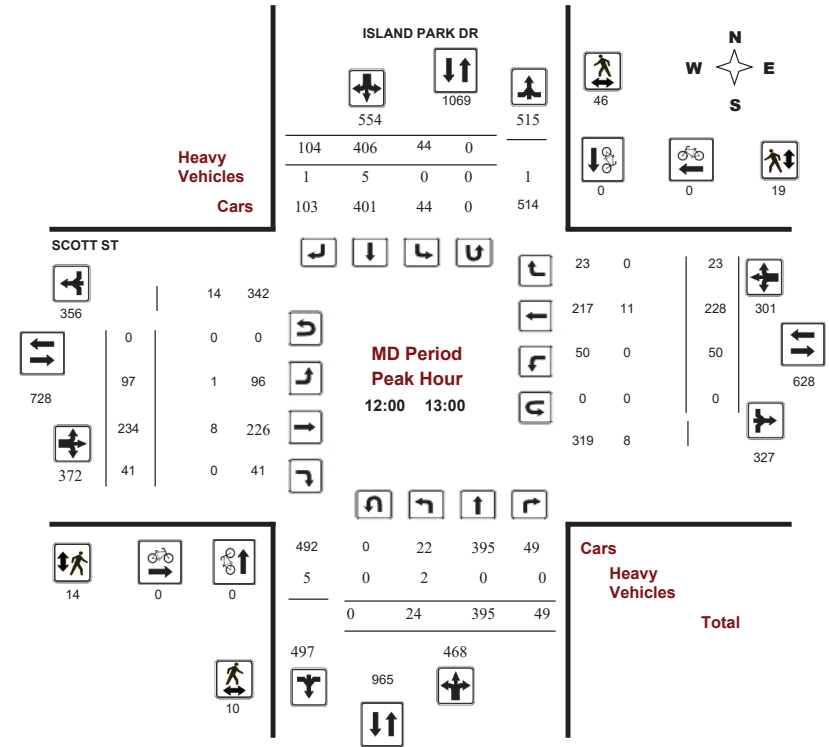 ISLAND PARK DR
N
W E
S
1069
46
554 515
104 406 44 0
Heavy
Vehicles
1 5 0 0 1
Cars
103 401 44 0 514
0 0 19
SCOTT ST
356
14 342
23 0 23
301
217 11 228
728
0 0 0
97 1 96
234 8 226
41 0 41
372
MD Period
Peak Hour
12:00 13:00
50 0 50
0 0 0
628
319 8
327
492 0 22 395 49
Cars
5 0 2 0 0
Heavy
Vehicles
0 24 395 49
Total
14 0 0
497 468
965
10